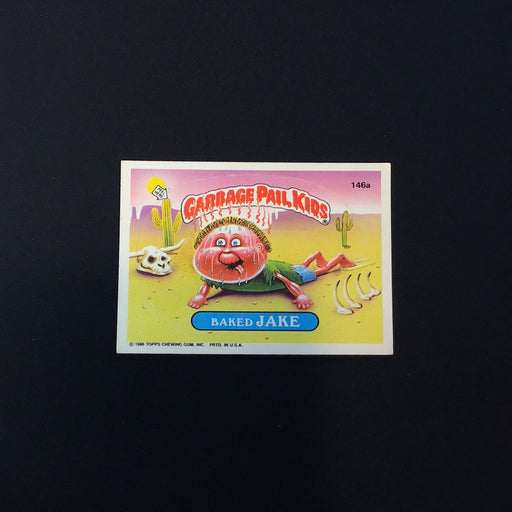 146a
GARBAGE PAIL KIDS
BAKED JAKE
© 1986 TOPPS CHEWING GUM, INC. PRTD. IN U.S.A.